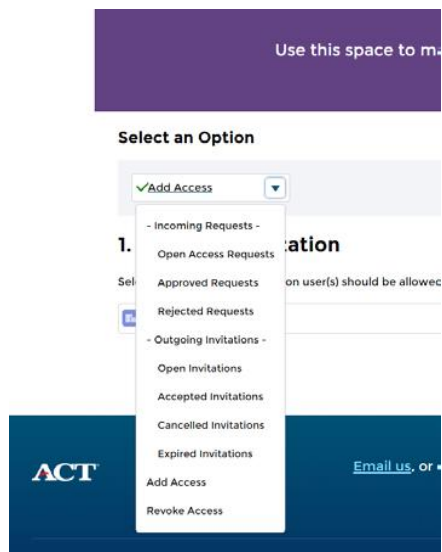 Use this space to ma
Select an Option
Add Access
- Incoming Requests -
Open Access Requests
Approved Requests
Rejected Requests
- Outgoing Invitations -
Open Invitations
Accepted Invitations
Cancelled Invitations
Expired Invitations
Add Access
Revoke Access
1.
ation
Sel
on user(s) should be allowed
ACT
Email us, or